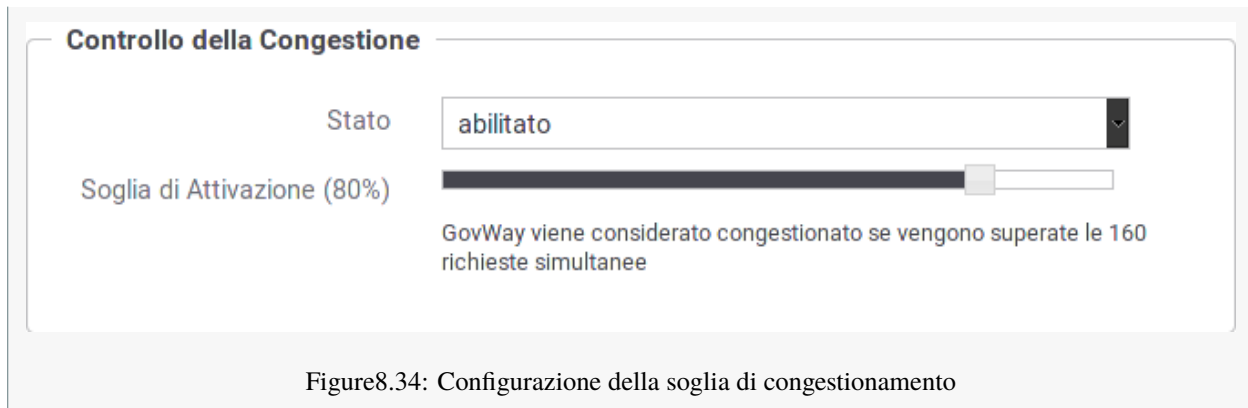 Controllo della Congestione
Stato
abilitato
Soglia di Attivazione (80%)
GovWay viene considerato congestionato se vengono superate le 160
richieste simultanee
Figure8.34: Configurazione della soglia di congestionamento